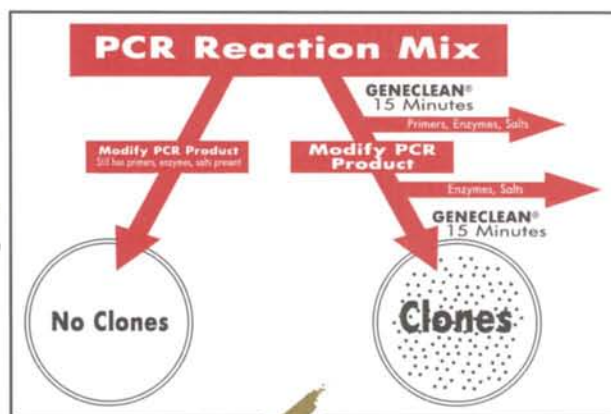 PCR Reaction Mix
GENECLEAN®
15 Minutes
Primers, Enzymes, Salts
Modify PCR Product
Still has primers, enzymes, salts present
Modify PCR
Product
Enzymes, Salts
GENECLEAN®
15 Minutes
No Clones
Clones